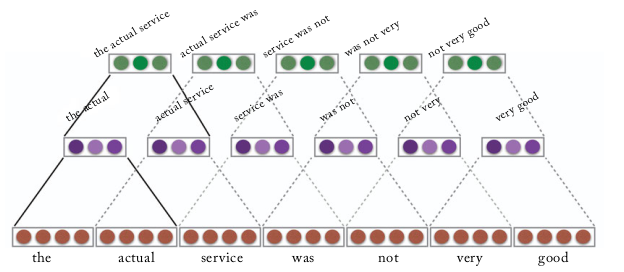 the actual service
actual service was
service was not
was not very
not very good
the actual
actual service
service was
was not
not very
very good
the
actual
service
was
not
very
good